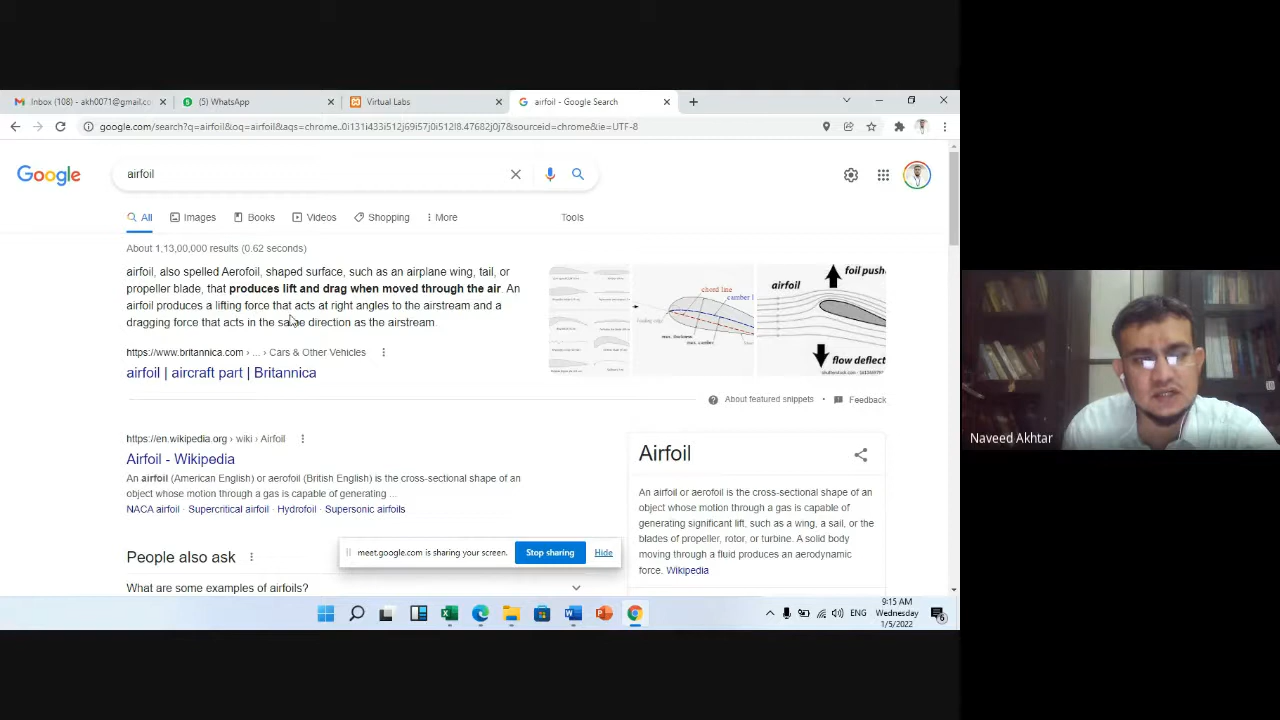 Inbox (108) - akh0071@gmail.co
(5) WhatsApp
Virtual Labs
airfoil - Google Search
google.com/search?q=airfoil&oq=airfoil&aqs=chrome..0i131i433i512j69i57j0i512l8.47682j0j7&sourceid=chrome&ie=UTF-8
Google
airfoil
All
Images
Books
Videos
Shopping
More
Tools
About 1,13,00,000 results (0.62 seconds)
airfoil, also spelled Aerofoil, shaped surface, such as an airplane wing, tail, or
propeller blade, that produces lift and drag when moved through the air. An
airfoil produces a lifting force that acts at right angles to the airstream and a
dragging force that acts in the same direction as the airstream
chord line
camber l
max. thickness
max. camber
airfoil
foil push
flow deflect
https://www.britannica.com › ... › Cars & Other Vehicles
airfoil | aircraft part | Britannica
About featured snippets
Feedback
https://en.wikipedia.org › wiki › Airfoil
Airfoil - Wikipedia
An airfoil (American English) or aerofoil (British English) is the cross-sectional shape of an
object whose motion through a gas is capable of generating ...
NACA airfoil · Supercritical airfoil · Hydrofoil · Supersonic airfoils
People also ask
What are some examples of airfoils?
Airfoil
An airfoil or aerofoil is the cross-sectional shape of an
object whose motion through a gas is capable of
generating significant lift, such as a wing, a sail, or the
blades of propeller, rotor, or turbine. A solid body
moving through a fluid produces an aerodynamic
force. Wikipedia
meet.google.com is sharing your screen.
Stop sharing
Hide
ENG
9:15 AM
Wednesday
1/5/2022
6
Naveed Akhtar